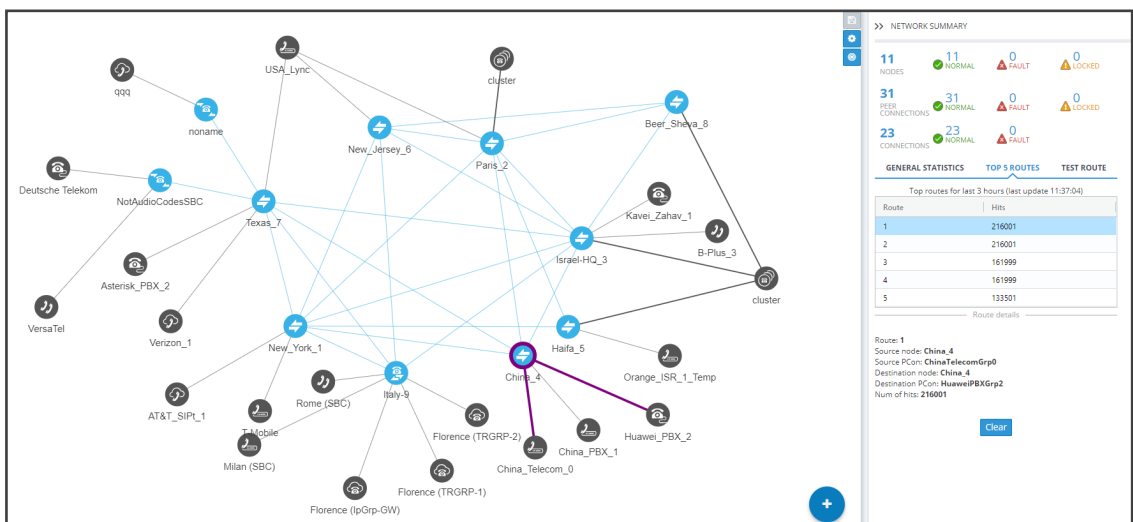 USA_Lync
qqq
cluster
noname
Beer_Sheva_8
New_Jersey_6
Paris_2
Deutsche Telekom
NotAudioCodesSBC
Texas_7
Kavei_Zahav_1
B-Plus_3
Israel-HQ_3
Asterisk_PBX_2
cluster
VersaTel
Verizon_1
New_York_1
Haifa_5
China_4
Orange_ISR_1_Temp
Italy-9
Rome (SBC)
AT&T_SIPt_1
T-Mobile
Florence (TRGRP-2)
Huawei_PBX_2
China_PBX_1
Milan (SBC)
China_Telecom_0
Florence (TRGRP-1)
Florence (IpGrp-GW)
+
>> NETWORK SUMMARY
11 NODES 11 NORMAL 0 FAULT 0 LOCKED
31 PEER CONNECTIONS 31 NORMAL 0 FAULT 0 LOCKED
23 CONNECTIONS 23 NORMAL 0 FAULT
GENERAL STATISTICS TOP 5 ROUTES TEST ROUTE
Top routes for last 3 hours (last update 11:37:04)
Route Hits
1 216001
2 216001
3 161999
4 161999
5 133501
Route details
Route: 1
Source node: China_4
Source PCon: ChinaTelecomGrp0
Destination node: China_4
Destination PCon: HuaweiPBXGrp2
Num of hits: 216001
Clear